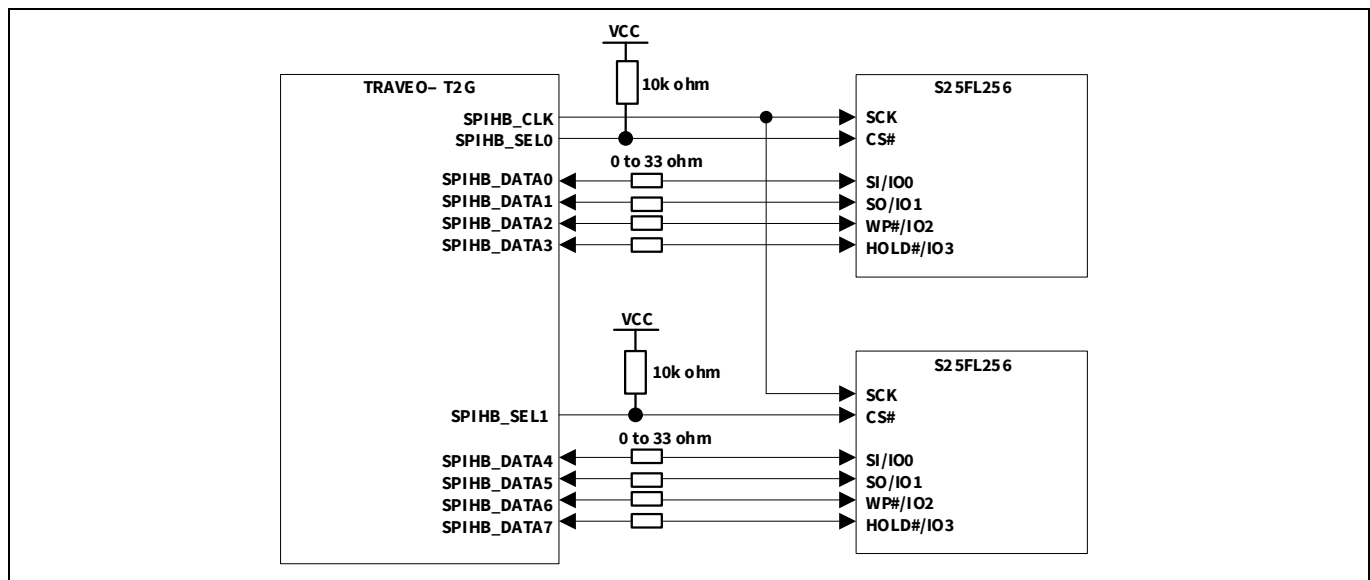 VCC
10k ohm
TRAVEO– T2G
SPIHB_CLK
SPIHB_SEL0
0 to 33 ohm
SPIHB_DATA0
SPIHB_DATA1
SPIHB_DATA2
SPIHB_DATA3
S25FL256
SCK
CS#
SI/IO0
SO/IO1
WP#/IO2
HOLD#/IO3
VCC
10k ohm
SPIHB_SEL1
0 to 33 ohm
SPIHB_DATA4
SPIHB_DATA5
SPIHB_DATA6
SPIHB_DATA7
S25FL256
SCK
CS#
SI/IO0
SO/IO1
WP#/IO2
HOLD#/IO3